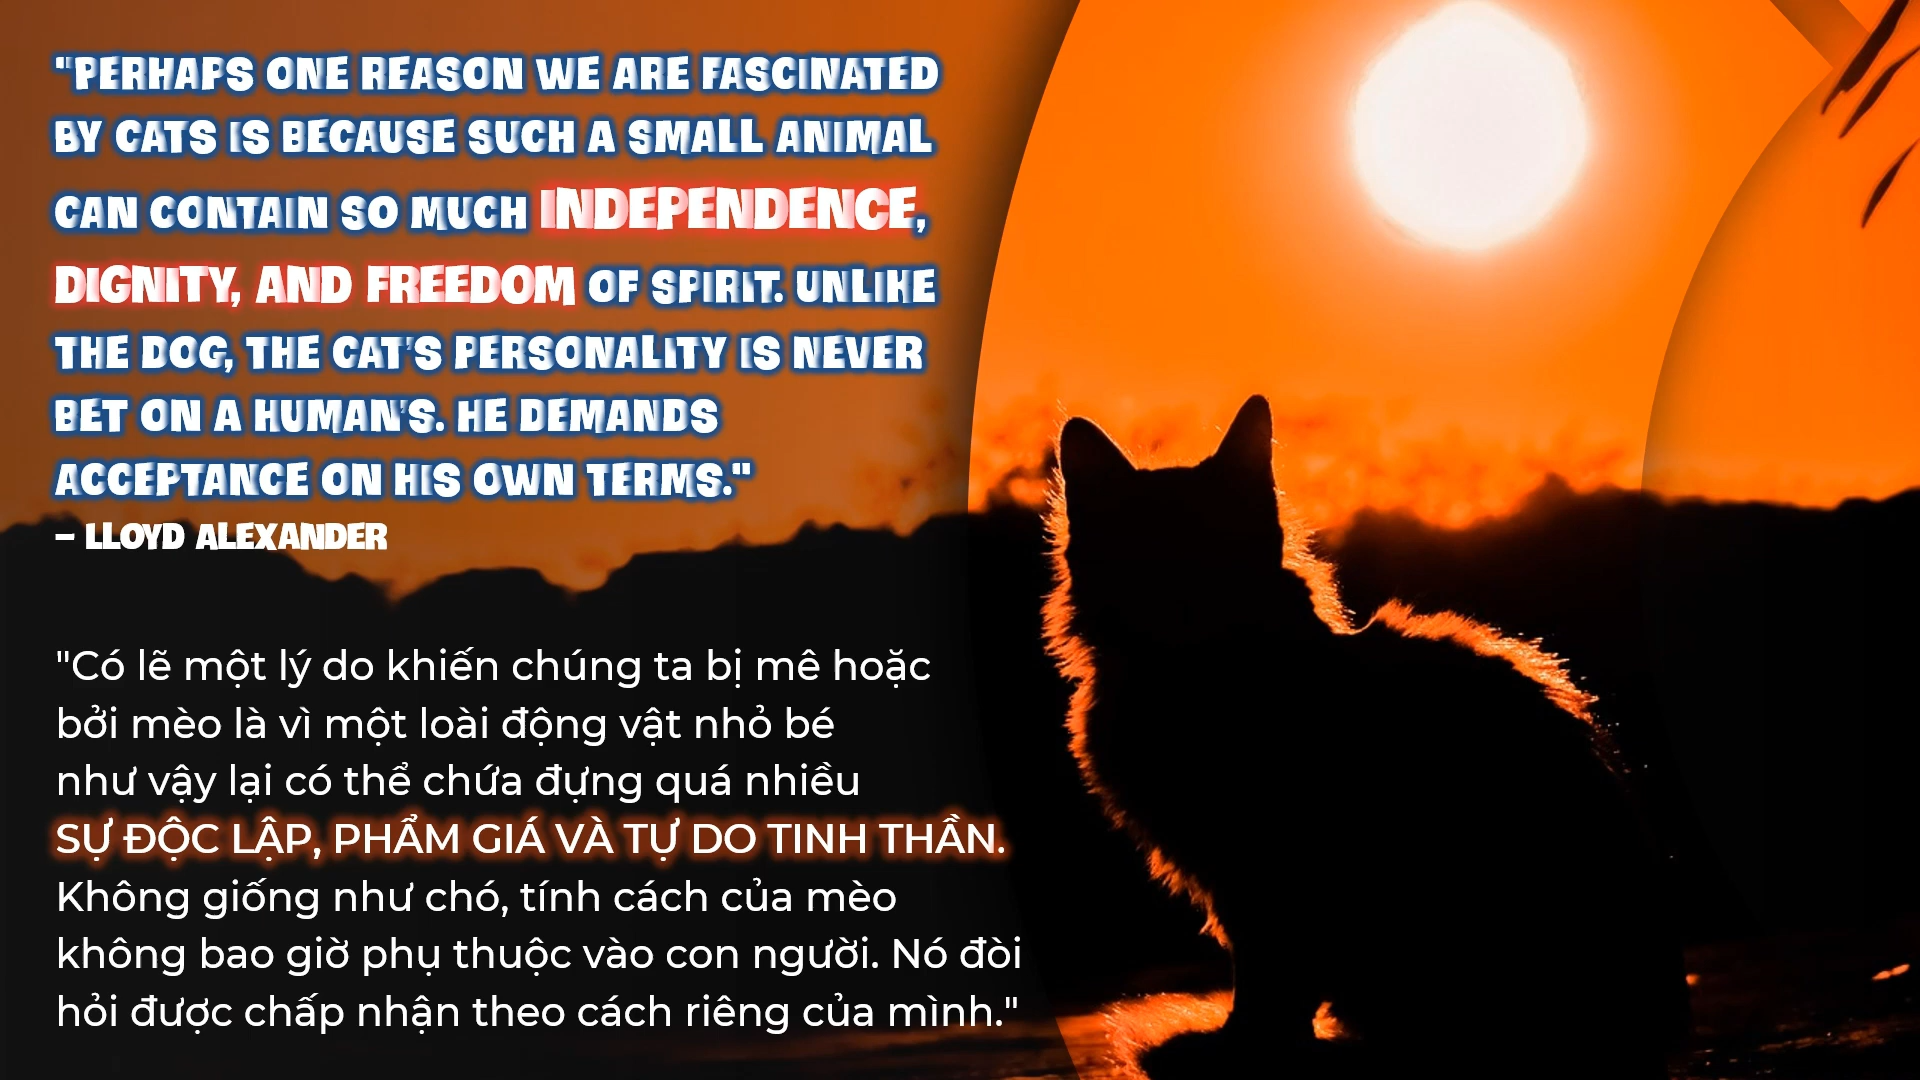 "PERHAPS ONE REASON WE ARE FASCINATED
BY CATS IS BECAUSE SUCH A SMALL ANIMAL
CAN CONTAIN SO MUCH INDEPENDENCE,
DIGNITY, AND FREEDOM OF SPIRIT. UNLIKE
THE DOG, THE CAT'S PERSONALITY IS NEVER
BET ON A HUMAN'S. HE DEMANDS
ACCEPTANCE ON HIS OWN TERMS."
– LLOYD ALEXANDER
"Có lẽ một lý do khiến chúng ta bị mê hoặc
bởi mèo là vì một loài động vật nhỏ bé
như vậy lại có thể chứa đựng quá nhiều
SỰ ĐỘC LẬP, PHẨM GIÁ VÀ TỰ DO TINH THẦN.
Không giống như chó, tính cách của mèo
không bao giờ phụ thuộc vào con người. Nó đòi
hỏi được chấp nhận theo cách riêng của mình."